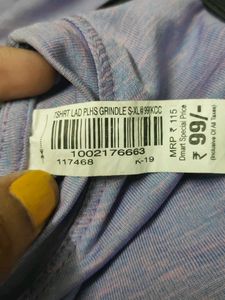 TSHIRT LAD PLHS GRINDLE S-XL@99KCC
1002176663
117468 K-19
MRP ₹ 115
Dmart Special Price
₹ 99/-
(Inclusive Of All Taxes)